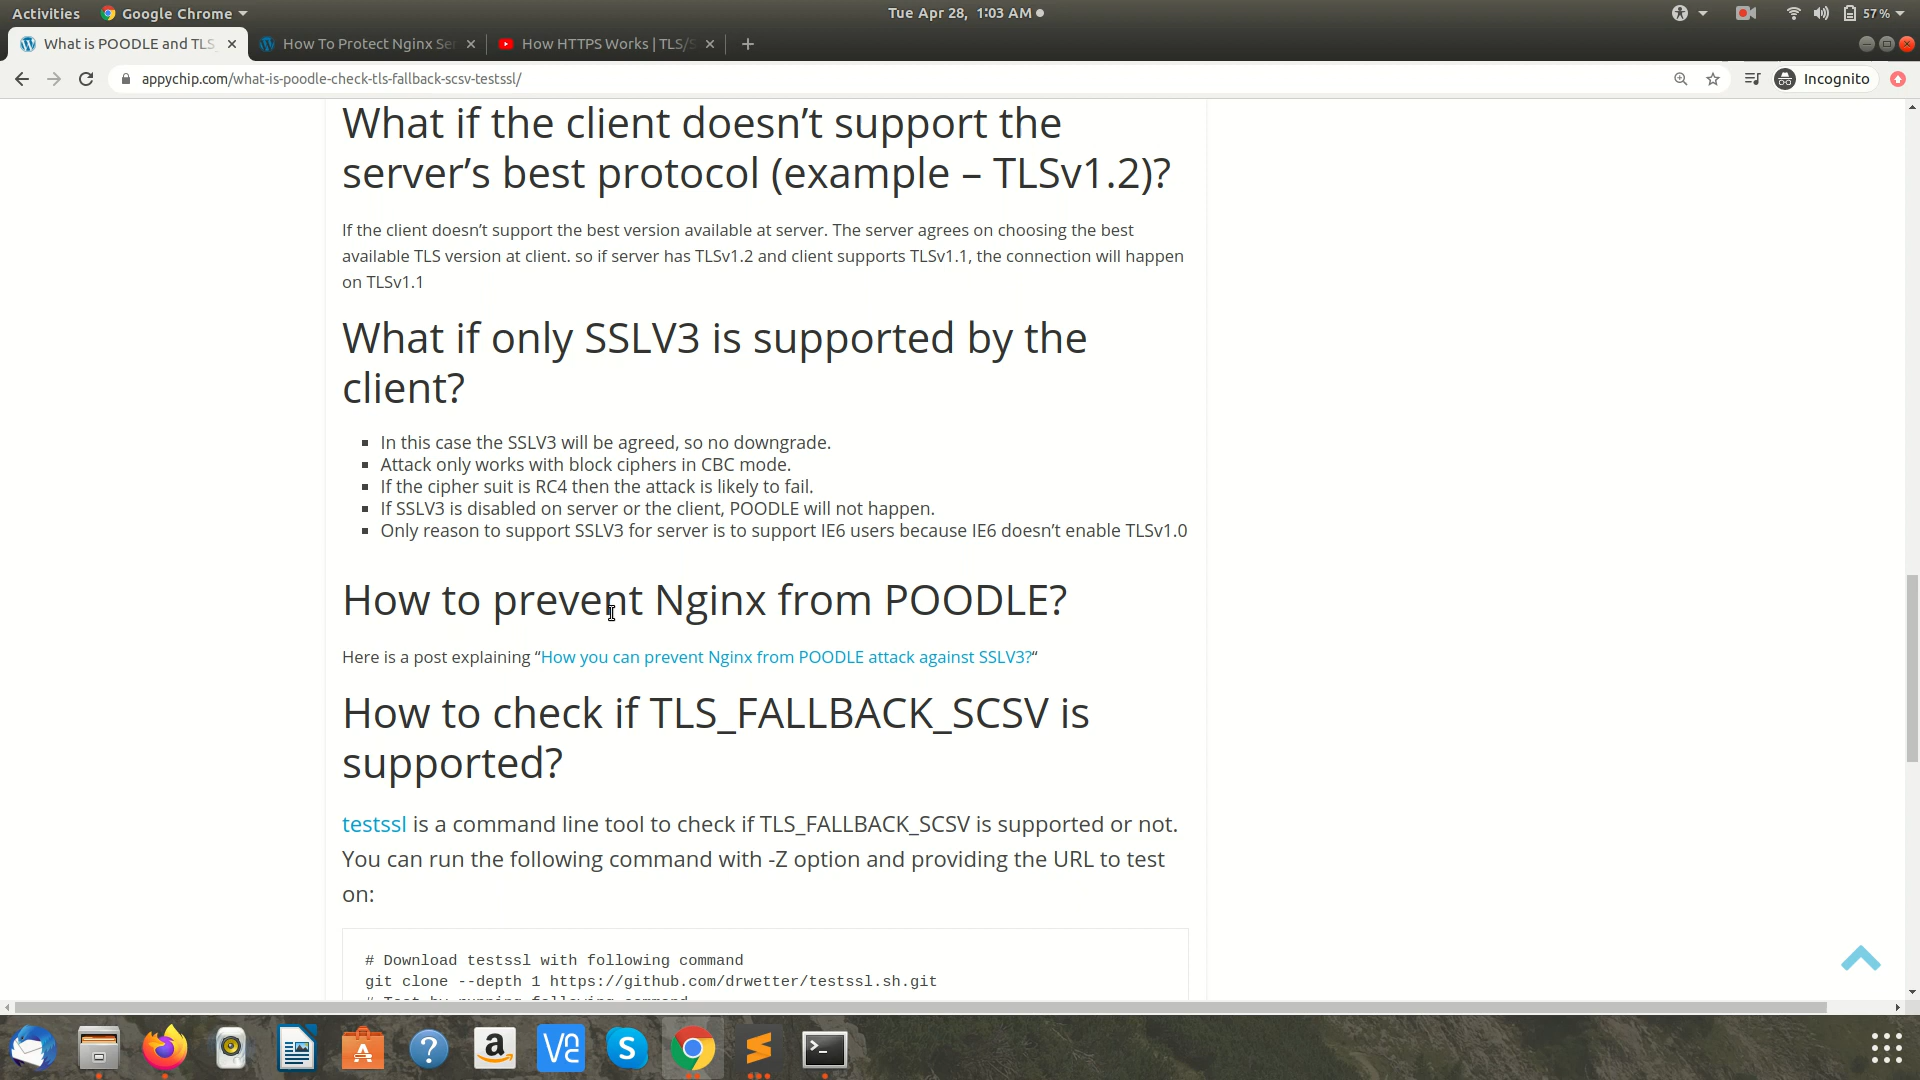 Activities
Google Chrome
Tue Apr 28, 1:03 AM
57 %
What is POODLE and TLS
How To Protect Nginx Ser
How HTTPS Works | TLS/S
appychip.com/what-is-poodle-check-tls-fallback-scsv-testssl/
Incognito
What if the client doesn’t support the
server’s best protocol (example – TLSv1.2)?
If the client doesn’t support the best version available at server. The server agrees on choosing the best
available TLS version at client. so if server has TLSv1.2 and client supports TLSv1.1, the connection will happen
on TLSv1.1
What if only SSLV3 is supported by the
client?
In this case the SSLV3 will be agreed, so no downgrade.
Attack only works with block ciphers in CBC mode.
If the cipher suit is RC4 then the attack is likely to fail.
If SSLV3 is disabled on server or the client, POODLE will not happen.
Only reason to support SSLV3 for server is to support IE6 users because IE6 doesn’t enable TLSv1.0
How to prevent Nginx from POODLE?
Here is a post explaining “How you can prevent Nginx from POODLE attack against SSLV3?“
How to check if TLS_FALLBACK_SCSV is
supported?
testssl is a command line tool to check if TLS_FALLBACK_SCSV is supported or not.
You can run the following command with -Z option and providing the URL to test
on:
# Download testssl with following command
git clone --depth 1 https://github.com/drwetter/testssl.sh.git
# Test by running following command